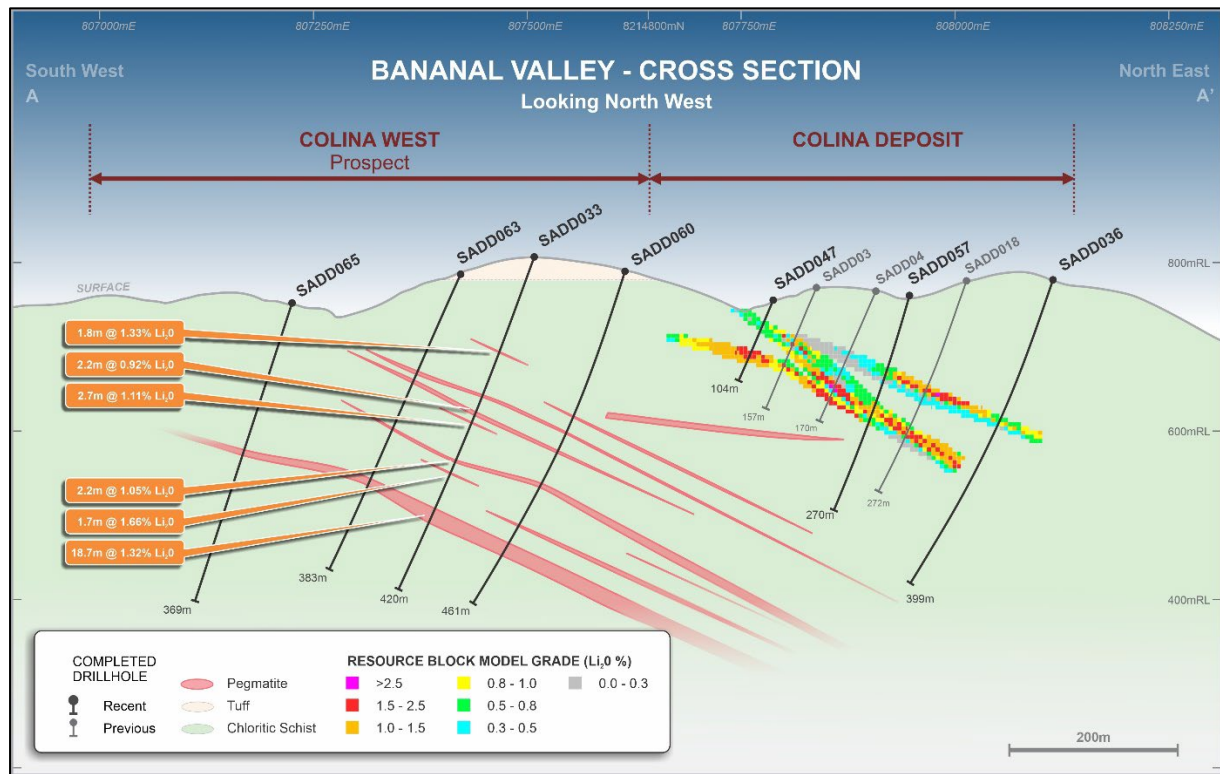 807000mE
807250mE
807500mE
8214800mN
807750mE
808000mE
808250mE
South West
A
BANANAL VALLEY - CROSS SECTION
Looking North West
North East
A'
COLINA WEST
Prospect
COLINA DEPOSIT
SADD065
SADD063
SADD033
SADD060
SADD047
SADD03
SADD04
SADD057
SADD018
SADD036
800mRL
SURFACE
1.8m @ 1.33% Li₂0
2.2m @ 0.92% Li₂0
2.7m @ 1.11% Li₂0
104m
157m
170m
600mRL
2.2m @ 1.05% Li₂0
1.7m @ 1.66% Li₂0
18.7m @ 1.32% Li₂0
272m
270m
383m
420m
461m
369m
399m
400mRL
COMPLETED
DRILLHOLE
Recent
Previous
Pegmatite
Tuff
Chloritic Schist
RESOURCE BLOCK MODEL GRADE (Li₂0 %)
>2.5
1.5 - 2.5
1.0 - 1.5
0.8 - 1.0
0.5 - 0.8
0.3 - 0.5
0.0 - 0.3
200m